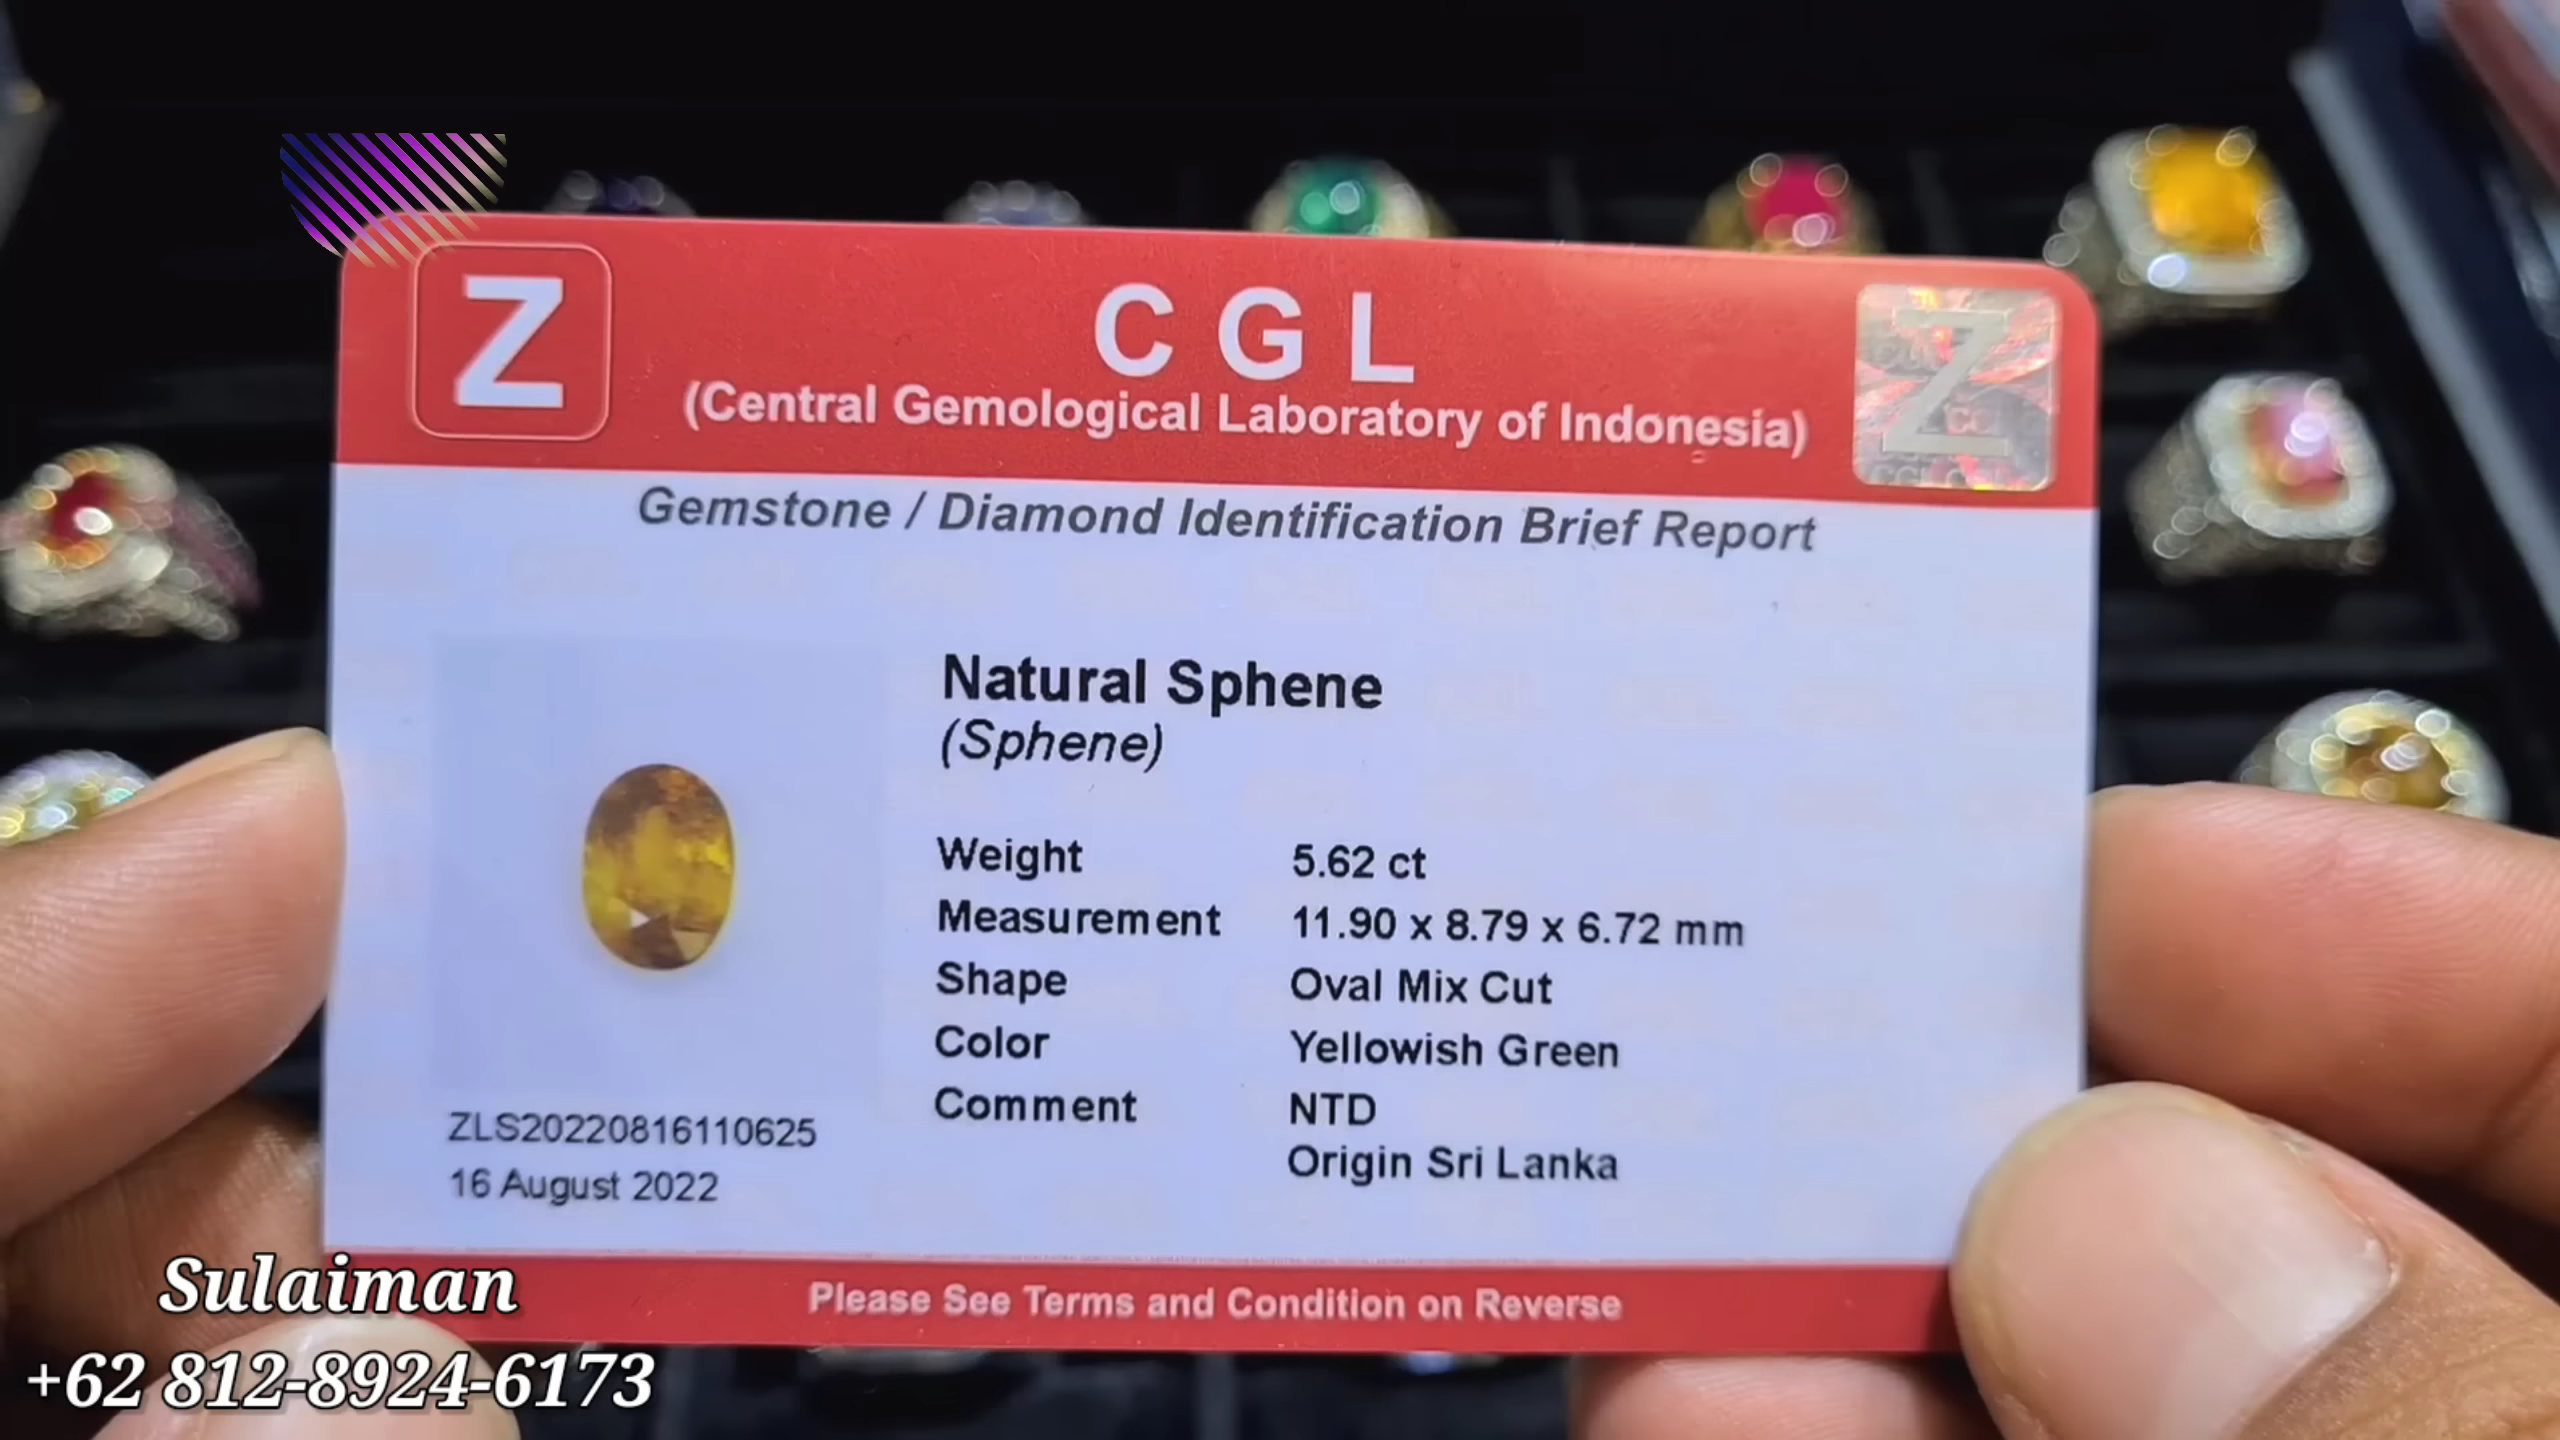 Z
C G L
(Central Gemological Laboratory of Indonesia)
Z
Gemstone / Diamond Identification Brief Report
Natural Sphene
(Sphene)
Weight 5.62 ct
Measurement 11.90 x 8.79 x 6.72 mm
Shape Oval Mix Cut
Color Yellowish Green
Comment NTD
Origin Sri Lanka
ZLS20220816110625
16 August 2022
Please See Terms and Condition on Reverse
Sulaiman
+62 812-8924-6173